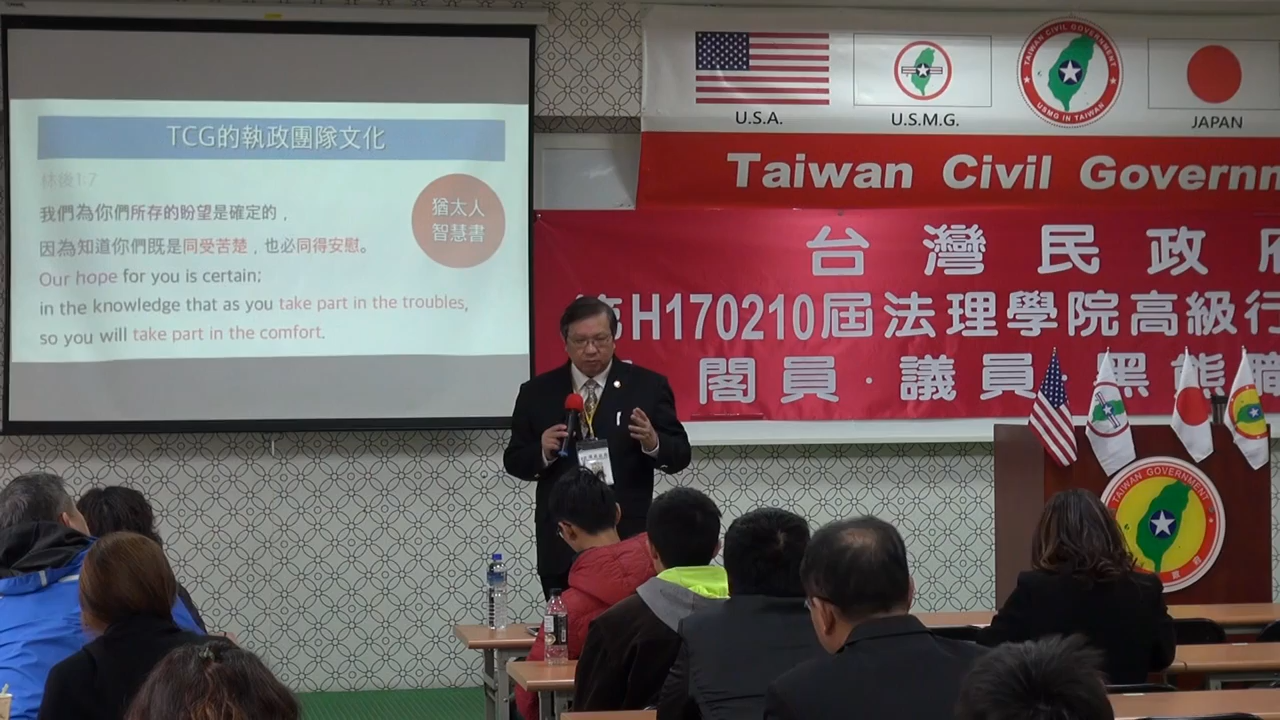 TCG的執政團隊文化
林後1:7
我們為你們所存的盼望是確定的，
因為知道你們既是同受苦楚，也必同得安慰。
Our hope for you is certain;
in the knowledge that as you take part in the troubles,
so you will take part in the comfort.
猶太人
智慧書
U.S.A.
U.S.M.G.
TAIWAN CIVIL GOVERNMENT
USMG IN TAIWAN
JAPAN
Taiwan Civil Governm
台灣民政府
H170210屆法理學院高級行
閣員·議員·黑熊職
TAIWAN GOVERNMENT